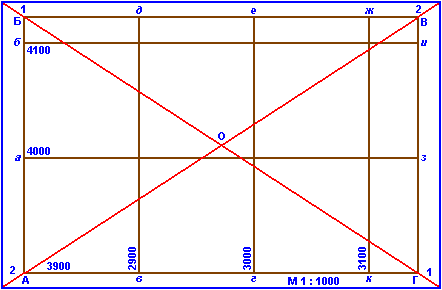 1 д е ж 2
Б В
б и
4100
О
а 4000 з
2 3900 2900 3000 3100 1
А в г к Г
М 1 : 1000